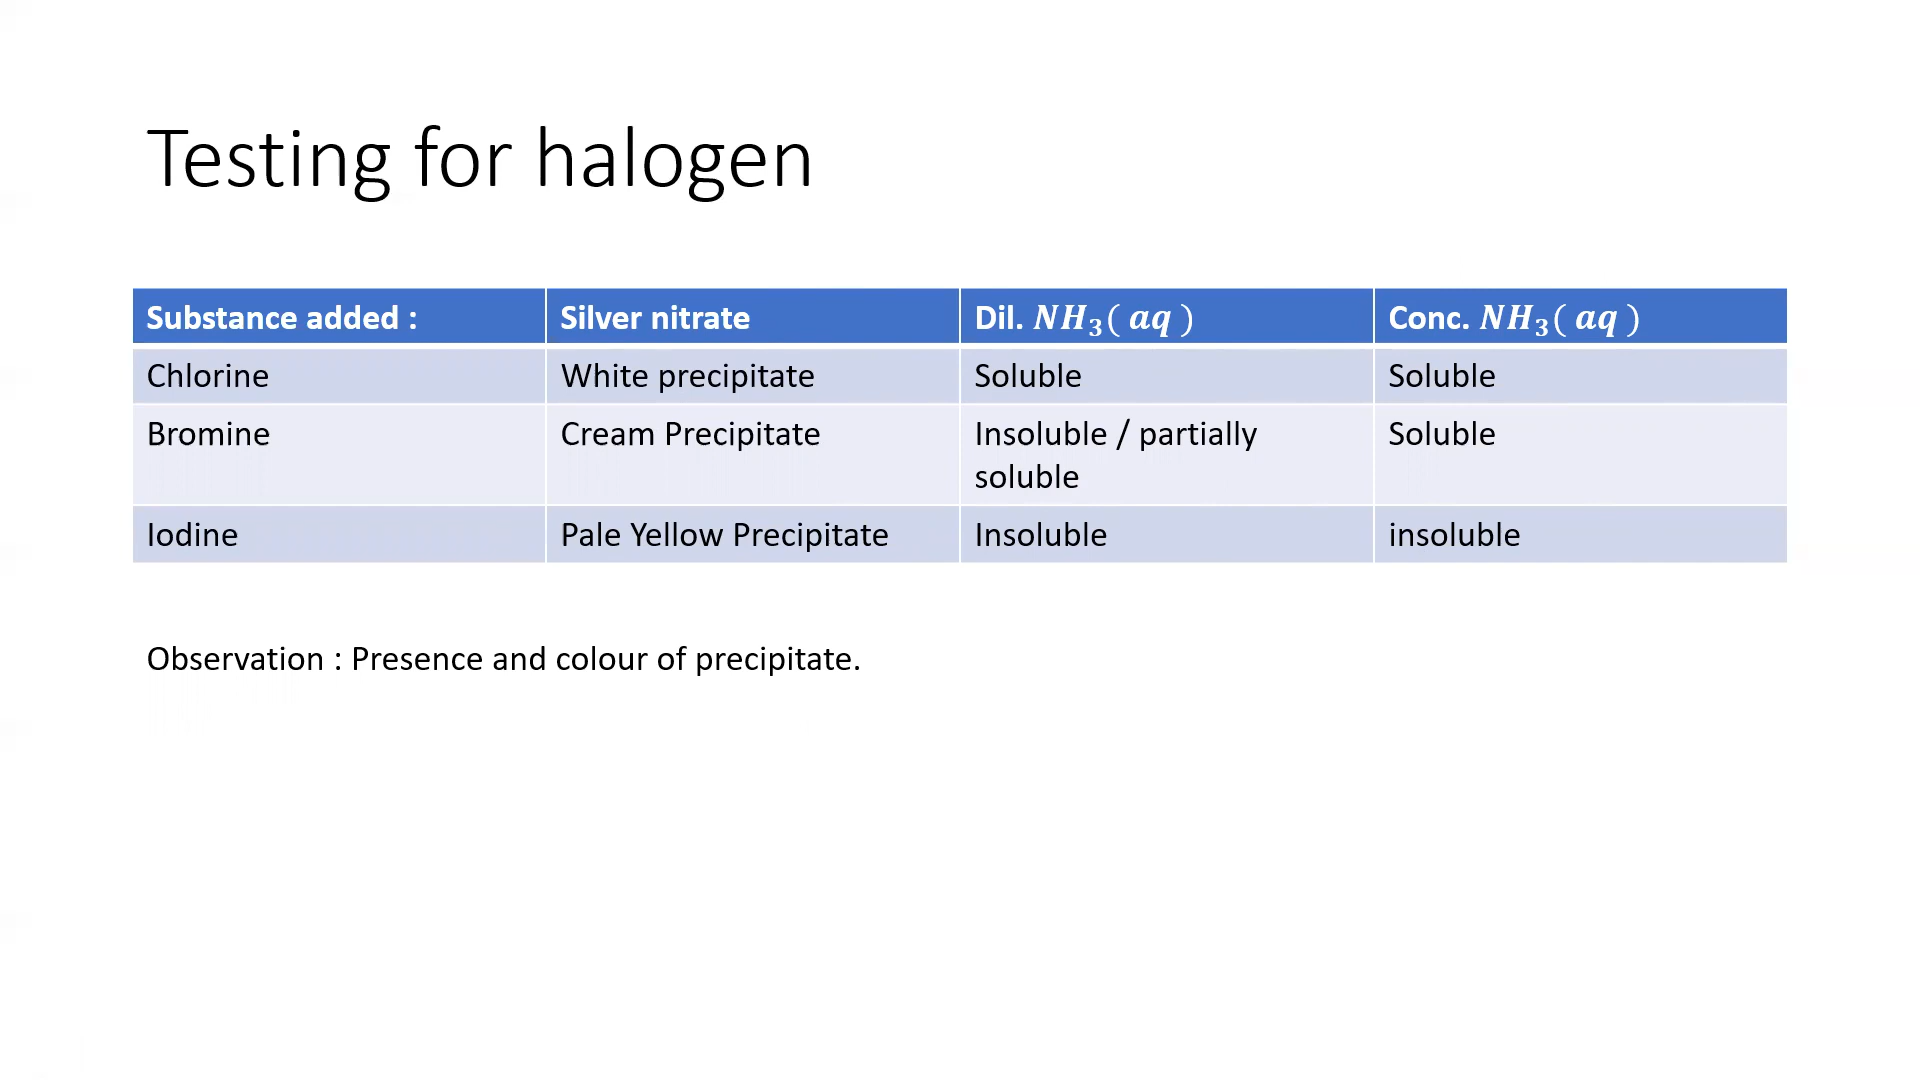 Testing for halogen
Substance added :
Silver nitrate
Dil. NH₃( aq )
Conc. NH₃( aq )
Chlorine
White precipitate
Soluble
Soluble
Bromine
Cream Precipitate
Insoluble / partially
soluble
Soluble
Iodine
Pale Yellow Precipitate
Insoluble
insoluble
Observation : Presence and colour of precipitate.